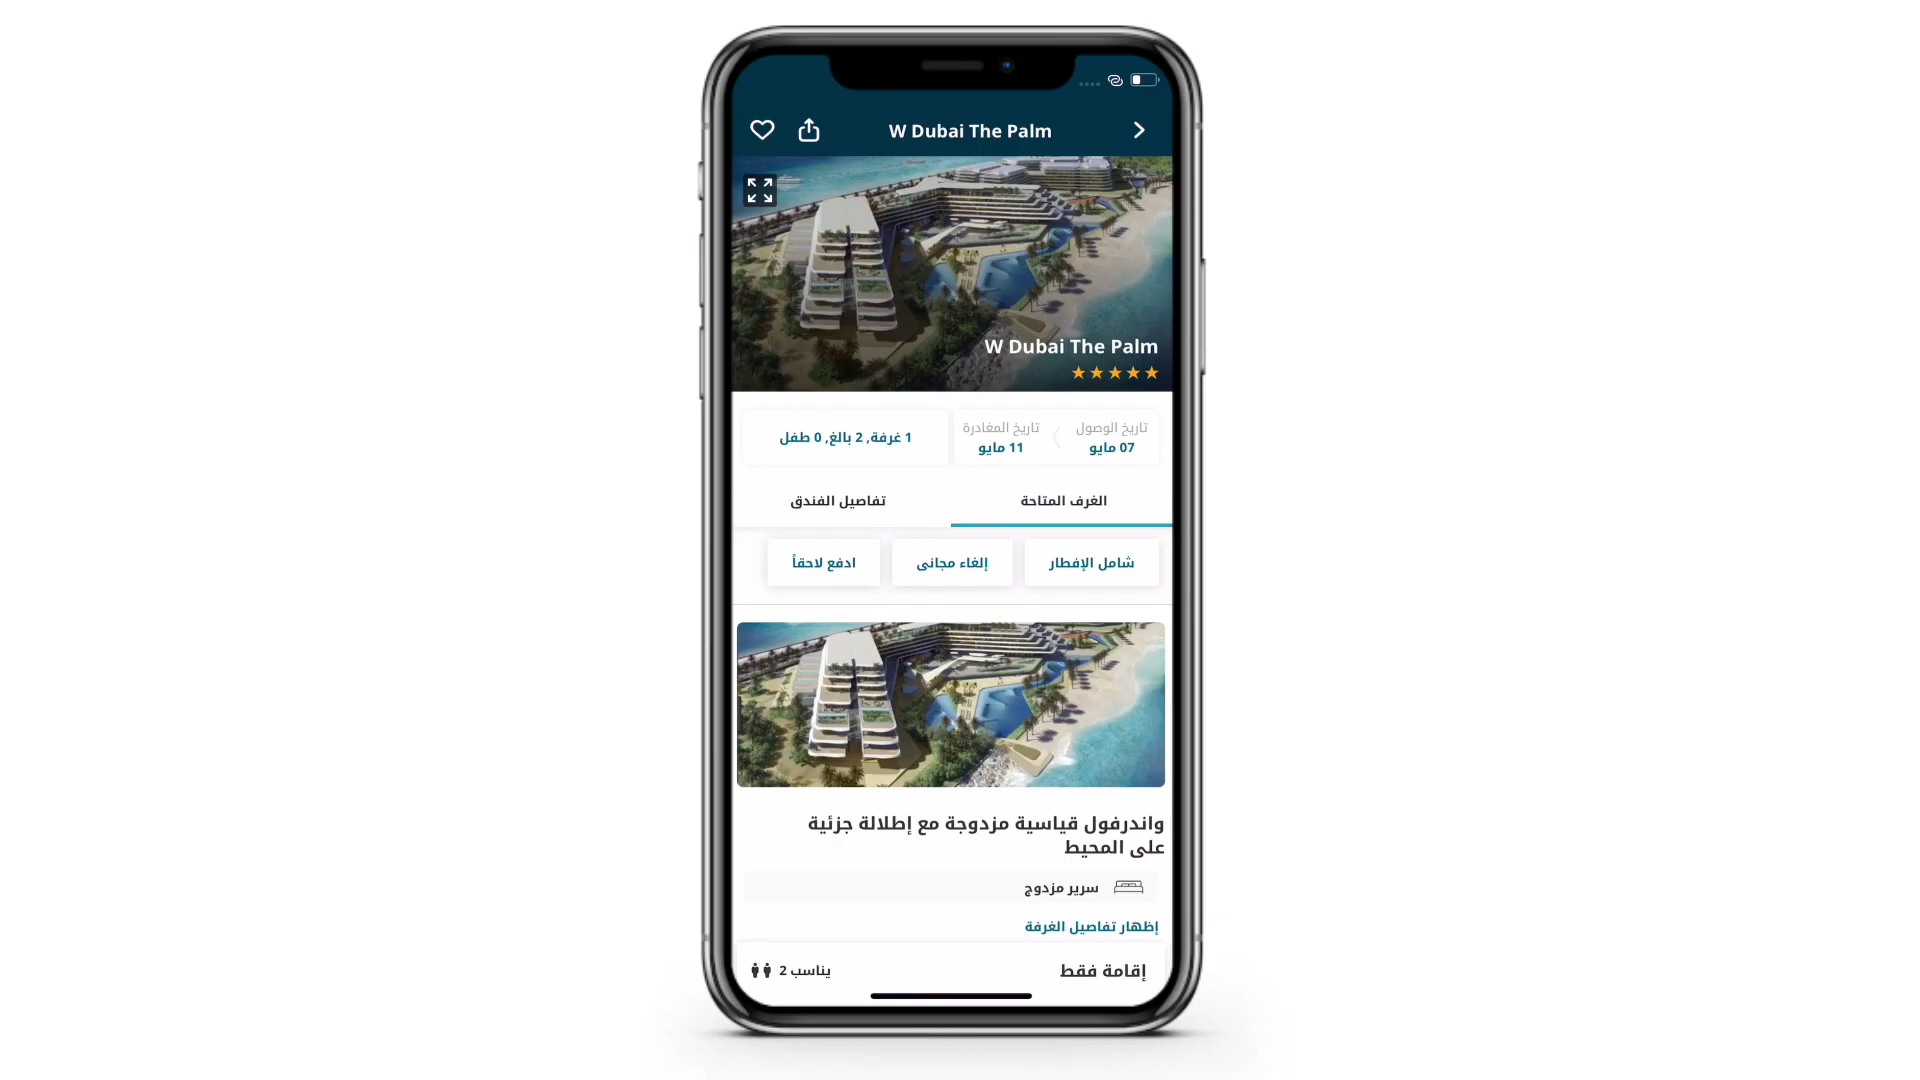 W Dubai The Palm
W Dubai The Palm
تاريخ الوصول
07 مايو
تاريخ المغادرة
11 مايو
1 غرفة, 2 بالغ, 0 طفل
الغرف المتاحة
تفاصيل الفندق
شامل الإفطار
إلغاء مجاني
ادفع لاحقاً
واندرفول قياسية مزدوجة مع إطلالة جزئية
على المحيط
سرير مزدوج
إظهار تفاصيل الغرفة
إقامة فقط
يناسب 2